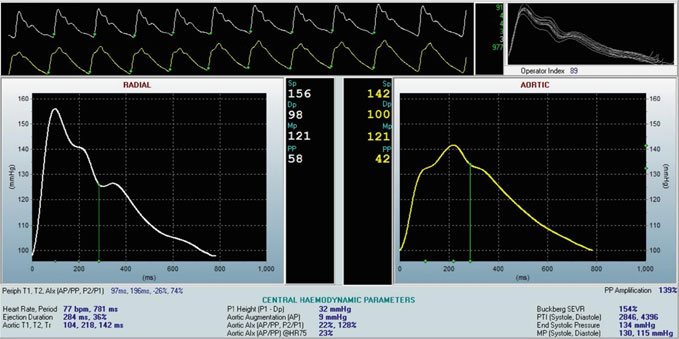 91
4
3
3
977
Operator Index 89
RADIAL
AORTIC
160
150
140
130
120
110
100
(mmHg)
0 200 400 600 800 1,000
(ms)
Sp
156
Dp
98
Mp
121
PP
58
Sp
142
Dp
100
Mp
121
PP
42
160
150
140
130
120
110
100
(mmHg)
0 200 400 600 800 1,000
(ms)
Periph T1, T2, AIx (AP/PP, P2/P1) 97ms, 196ms, -26%, 74%
PP Amplification 139%
CENTRAL HAEMODYNAMIC PARAMETERS
Heart Rate, Period 77 bpm, 781 ms
Ejection Duration 284 ms, 36%
Aortic T1, T2, Tr 104, 218, 142 ms
P1 Height (P1 - Dp) 32 mmHg
Aortic Augmentation (AP) 9 mmHg
Aortic AIx (AP/PP, P2/P1) 22%, 128%
Aortic AIx (AP/PP) @HR75 23%
Buckberg SEVR 154%
PTI (Systole, Diastole) 2846, 4396
End Systolic Pressure 134 mmHg
MP (Systole, Diastole) 130, 115 mmHg